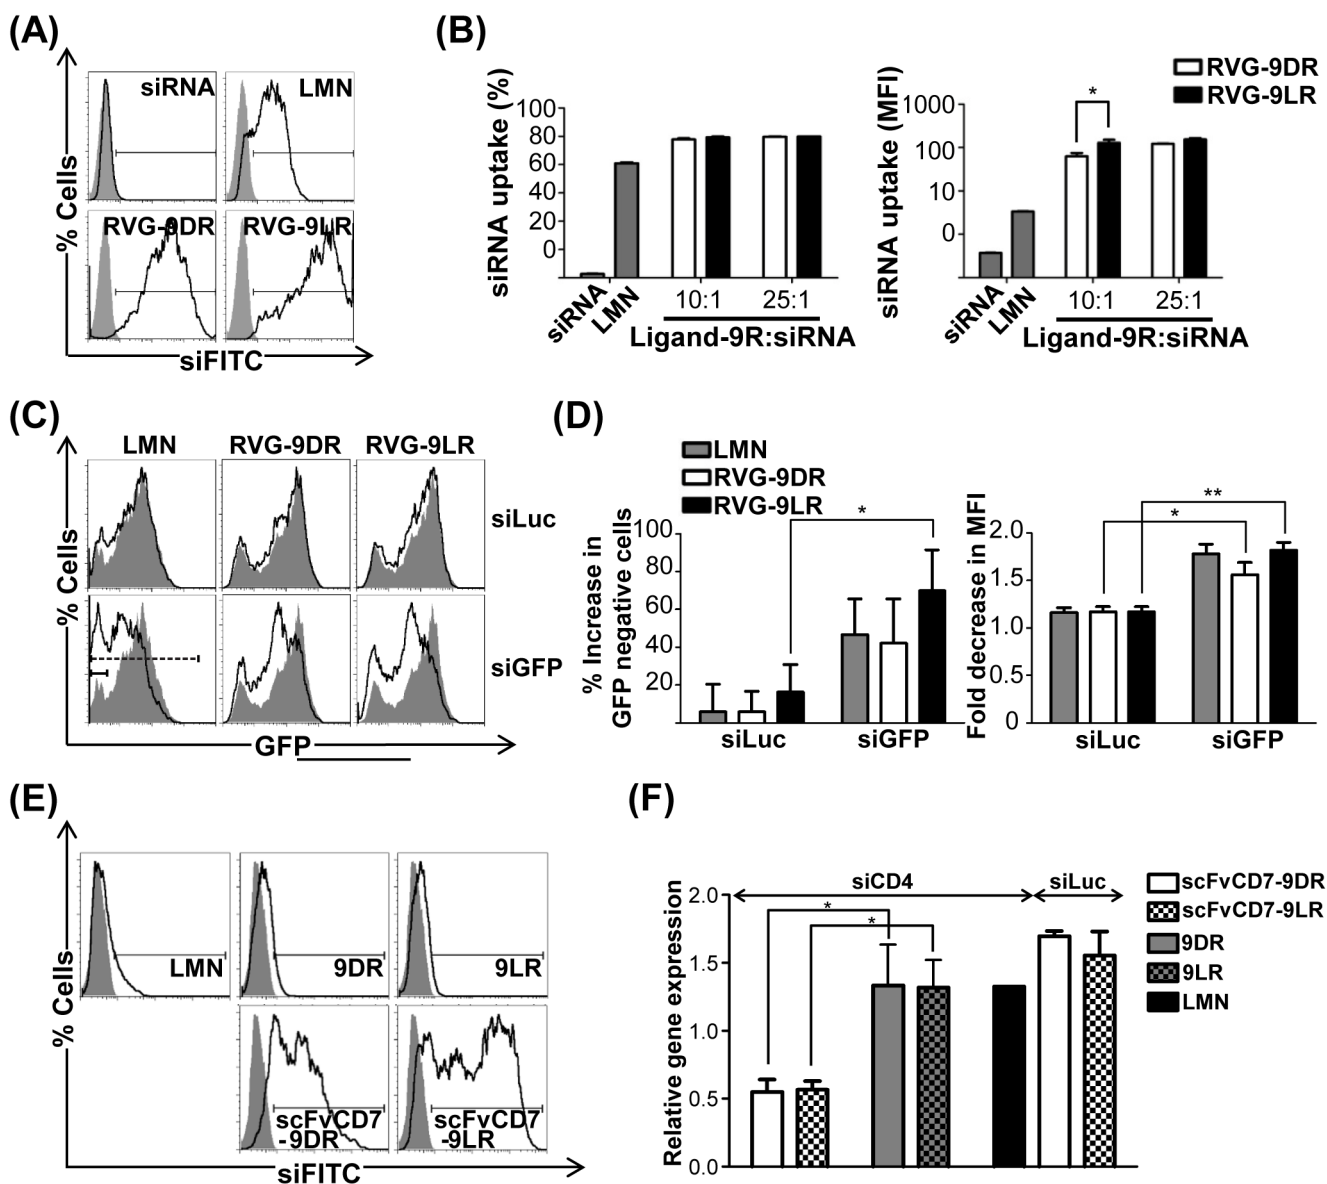 (A)
siRNA
LMN
RVG-9DR
RVG-9LR
% Cells
siFITC
(B)
siRNA uptake (%)
100
80
60
40
20
0
siRNA
LMN
10:1
25:1
Ligand-9R:siRNA
siRNA uptake (MFI)
1000
100
10
0
*
siRNA
LMN
10:1
25:1
Ligand-9R:siRNA
RVG-9DR
RVG-9LR
(C)
LMN
RVG-9DR
RVG-9LR
siLuc
siGFP
% Cells
GFP
(D)
LMN
RVG-9DR
RVG-9LR
% Increase in
GFP negative cells
100
80
60
40
20
*
siLuc
siGFP
Fold decrease in MFI
2.0
1.5
1.0
0.5
0
**
*
siLuc
siGFP
(E)
LMN
9DR
9LR
scFvCD7
-9DR
scFvCD7
-9LR
% Cells
siFITC
(F)
Relative gene expression
2.0
1.5
1.0
0.5
0.0
siCD4
siLuc
*
*
scFvCD7-9DR
scFvCD7-9LR
9DR
9LR
LMN